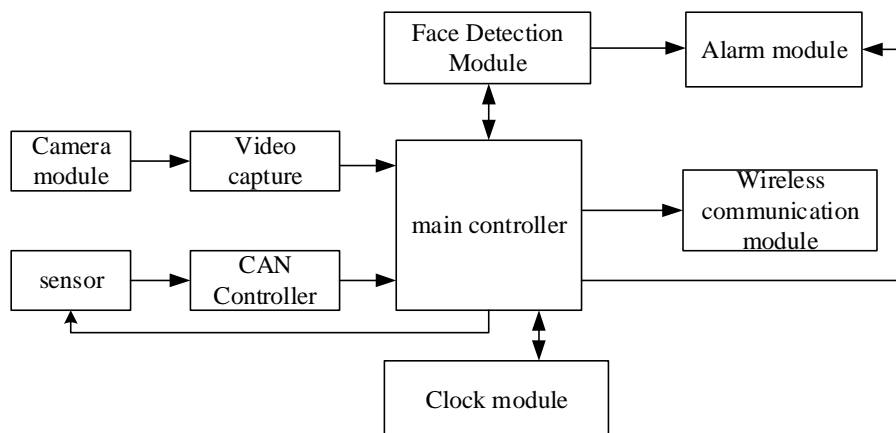 Face Detection
Module
Alarm module
Camera
module
Video
capture
main controller
Wireless
communication
module
sensor
CAN
Controller
Clock module